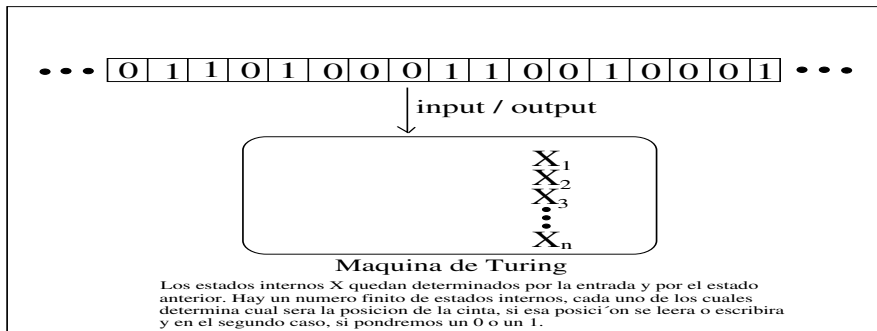 ••• 0 1 1 0 1 0 0 0 1 1 0 0 1 0 0 0 1 •••
input / output
X1
X2
X3
Xn
Maquina de Turing
Los estados internos X quedan determinados por la entrada y por el estado
anterior. Hay un numero finito de estados internos, cada uno de los cuales
determina cual sera la posicion de la cinta, si esa posici´on se leera o escribira
y en el segundo caso, si pondremos un 0 o un 1.